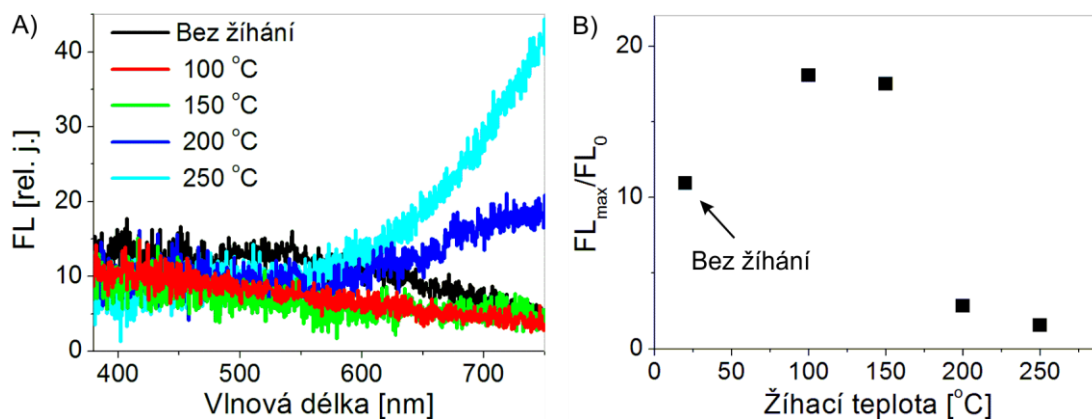 A)
FL [rel. j.]
40
30
20
10
0
Bez žíhání
100 °C
150 °C
200 °C
250 °C
400 500 600 700
Vlnová délka [nm]
B)
FLmax/FL0
20
10
0
Bez žíhání
0 50 100 150 200 250
Žíhací teplota [°C]